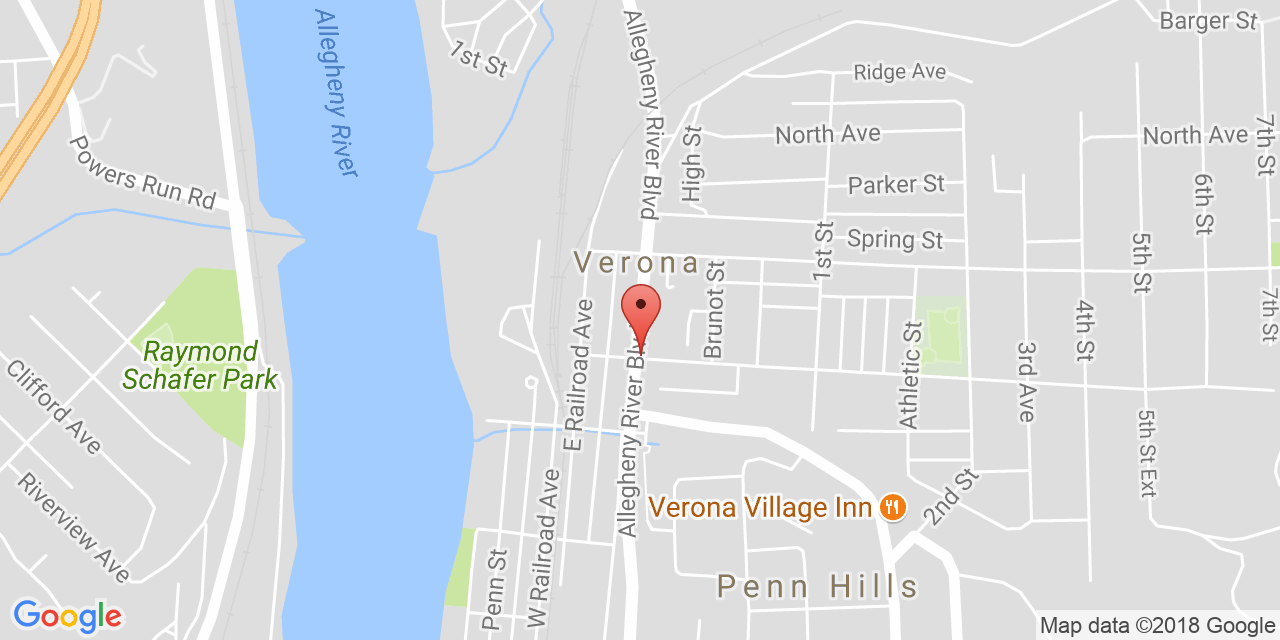 Allegheny River
1st St
Allegheny River Blvd
Barger St
Ridge Ave
North Ave
North Ave
7th St
Powers Run Rd
High St
Parker St
6th St
Spring St
1st St
5th St
Verona
Brunot St
7th St
4th St
E Railroad Ave
Raymond
Schafer Park
Athletic St
3rd Ave
Clifford Ave
Allegheny River Blvd
5th St Ext
2nd St
Verona Village Inn
Riverview Ave
W Railroad Ave
Penn St
Penn Hills
Google
Map data ©2018 Google